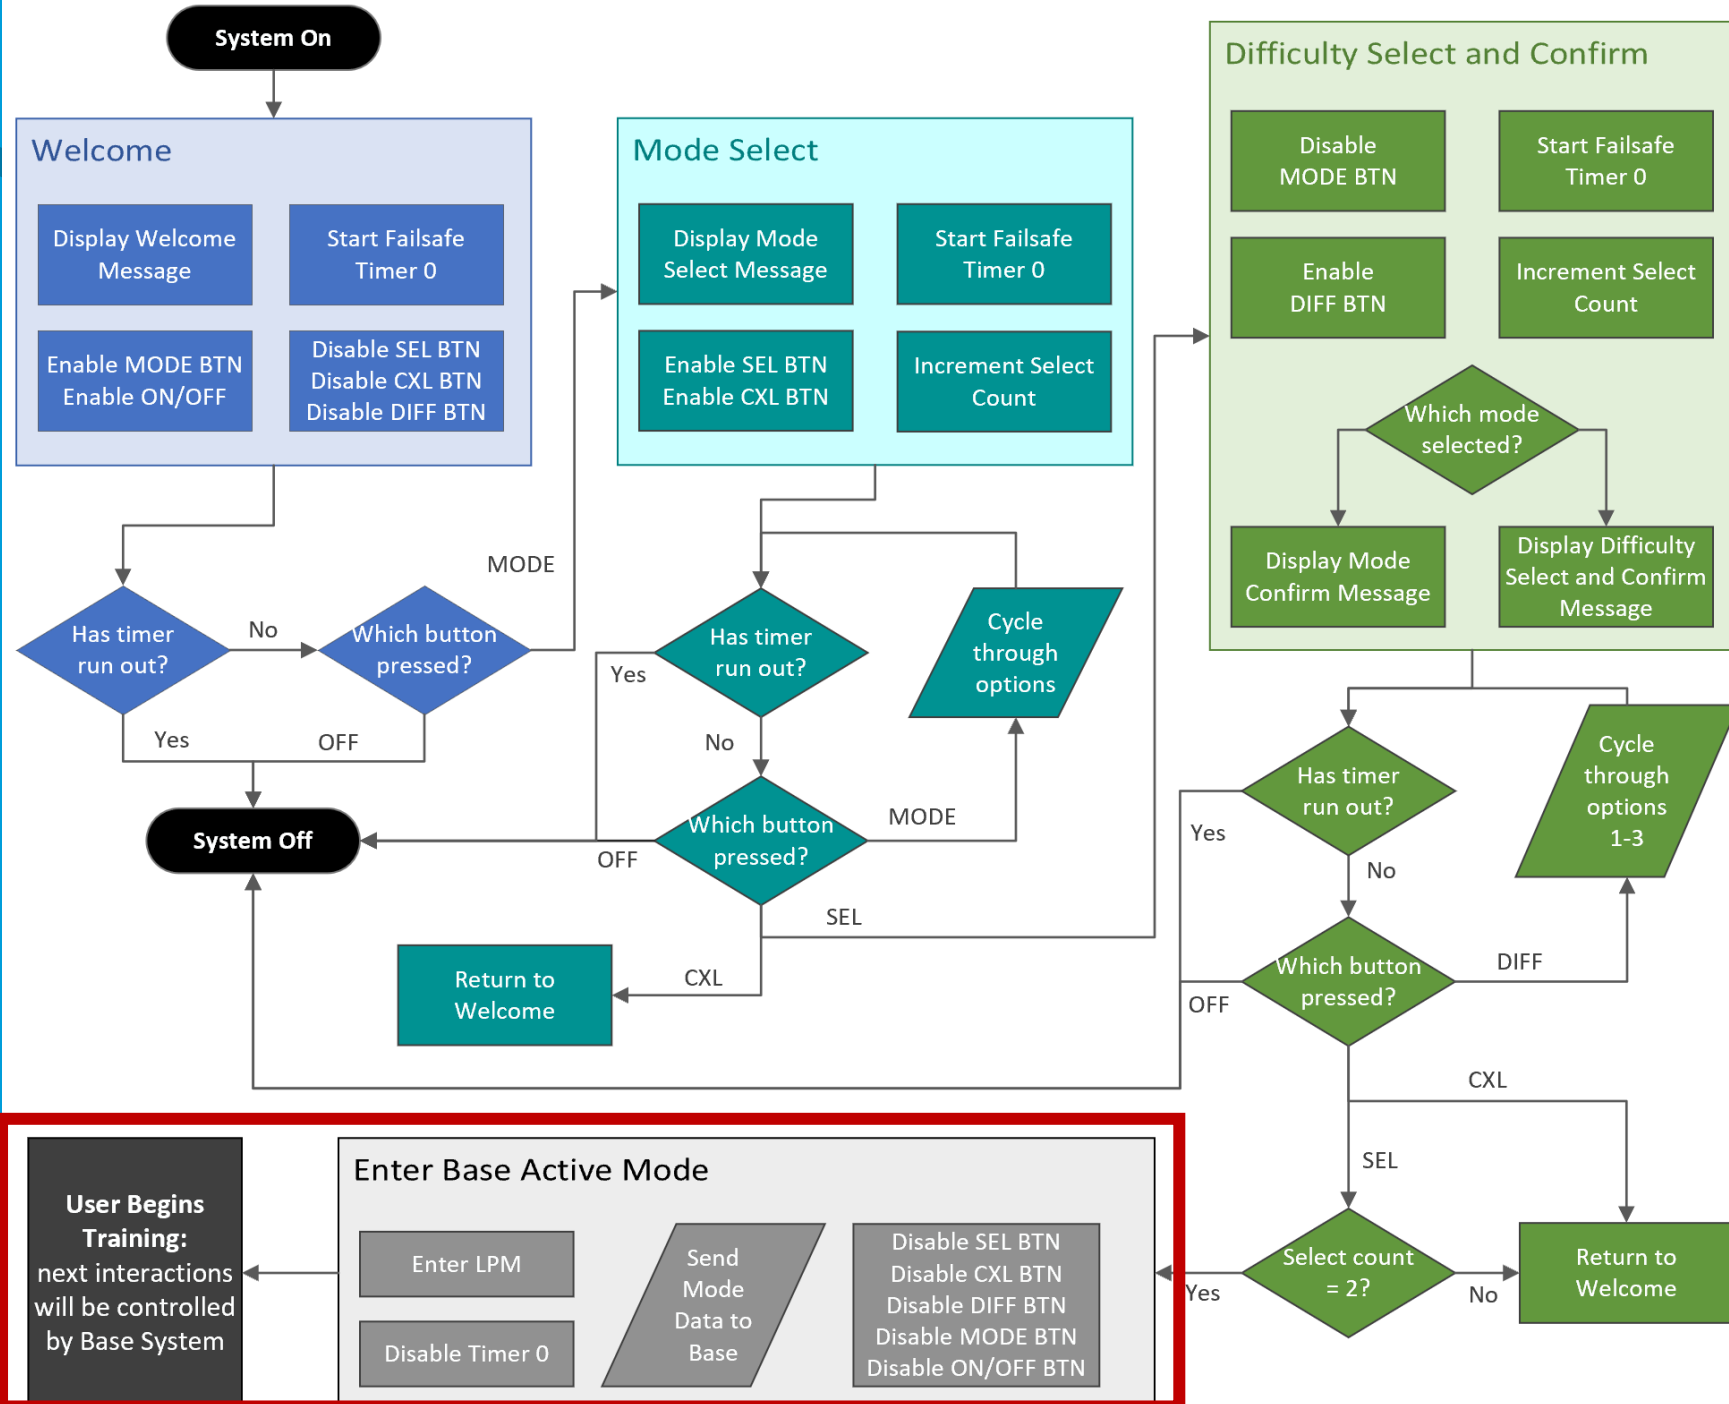 System On
Welcome
Display Welcome
Message
Start Failsafe
Timer 0
Enable MODE BTN
Enable ON/OFF
Disable SEL BTN
Disable CXL BTN
Disable DIFF BTN
Has timer
run out?
No
Which button
pressed?
MODE
Yes
OFF
System Off
Mode Select
Display Mode
Select Message
Start Failsafe
Timer 0
Enable SEL BTN
Enable CXL BTN
Increment Select
Count
Has timer
run out?
Yes
No
Cycle
through
options
Which button
pressed?
MODE
OFF
SEL
CXL
Return to
Welcome
Difficulty Select and Confirm
Disable
MODE BTN
Start Failsafe
Timer 0
Enable
DIFF BTN
Increment Select
Count
Which mode
selected?
Display Mode
Confirm Message
Display Difficulty
Select and Confirm
Message
Has timer
run out?
Yes
No
Cycle
through
options
1-3
Which button
pressed?
DIFF
OFF
CXL
SEL
Select count
= 2?
Yes
No
Return to
Welcome
Enter Base Active Mode
Enter LPM
Disable Timer 0
Send
Mode
Data to
Base
Disable SEL BTN
Disable CXL BTN
Disable DIFF BTN
Disable MODE BTN
Disable ON/OFF BTN
User Begins
Training:
next interactions
will be controlled
by Base System